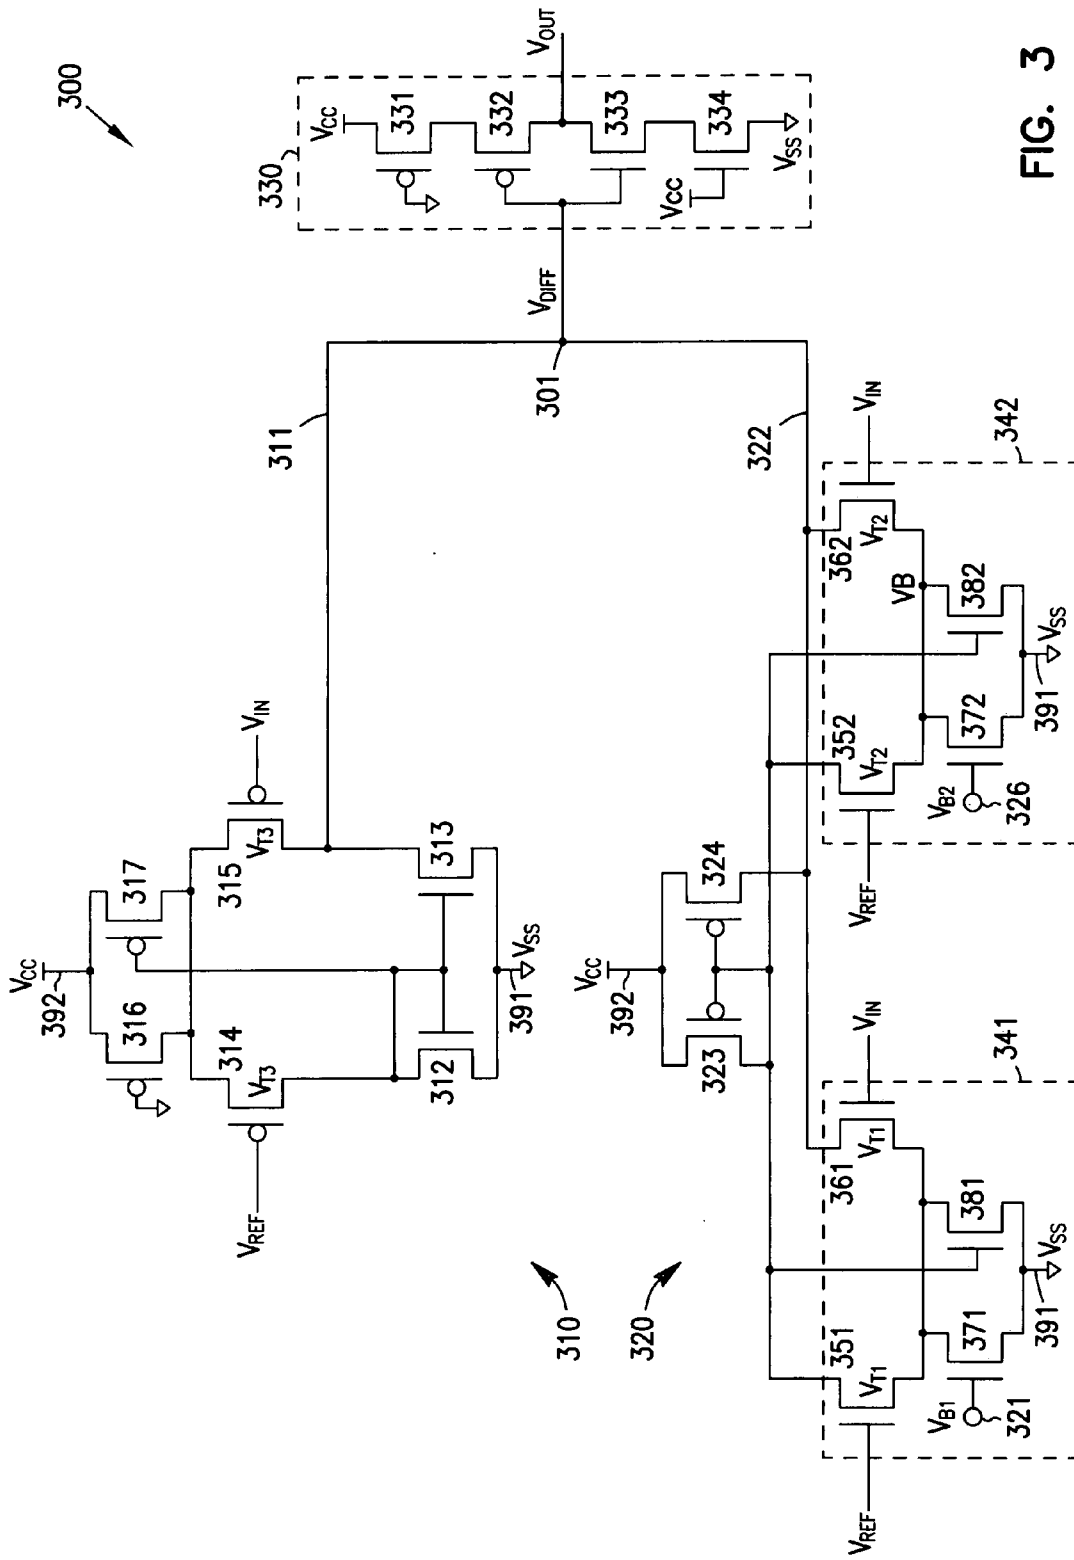 300
VCC
392
316
317
VREF
314
VT3
VT3
315
VIN
311
312
313
391
VSS
310
320
330
VCC
331
332
VOUT
333
334
VCC
VSS
VDIFF
301
VCC
392
323
324
322
VREF
351
VT1
361
VT1
VIN
VB1
321
371
381
391
VSS
341
VREF
352
VT2
362
VT2
VIN
VB
VB2
326
372
382
391
VSS
342
FIG. 3